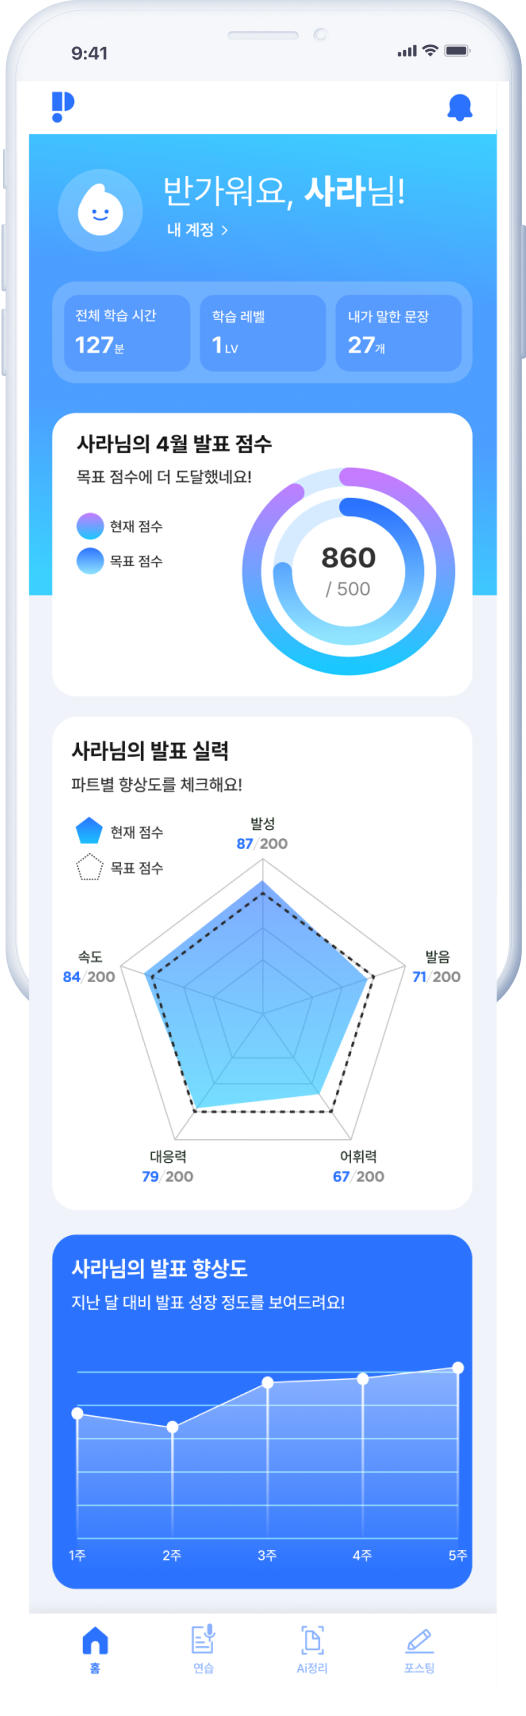 9:41
반가워요, 사라님!
내 계정 >
전체 학습 시간
127분
학습 레벨
1 LV
내가 말한 문장
27개
사라님의 4월 발표 점수
목표 점수에 더 도달했네요!
현재 점수
목표 점수
860
/ 500
사라님의 발표 실력
파트별 향상도를 체크해요!
현재 점수
목표 점수
발성
87/200
속도
84/200
발음
71/200
대응력
79/200
어휘력
67/200
사라님의 발표 향상도
지난 달 대비 발표 성장 정도를 보여드려요!
1주 2주 3주 4주 5주
홈 연습 Ai정리 포스팅